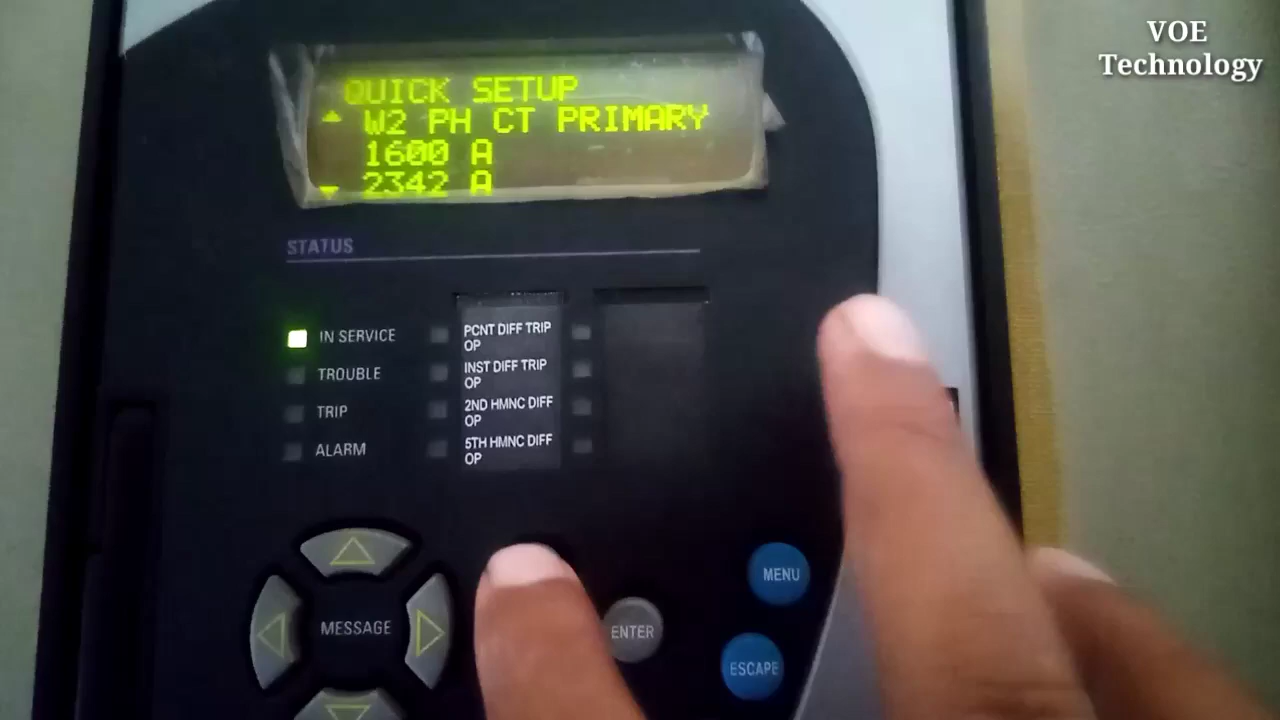 VOE
Technology
QUICK SETUP
W2 PH CT PRIMARY
1600 A
2342 A
STATUS
IN SERVICE
TROUBLE
TRIP
ALARM
PCNT DIFF TRIP
OP
INST DIFF TRIP
OP
2ND HMNC DIFF
OP
5TH HMNC DIFF
OP
MESSAGE
ENTER
MENU
ESCAPE